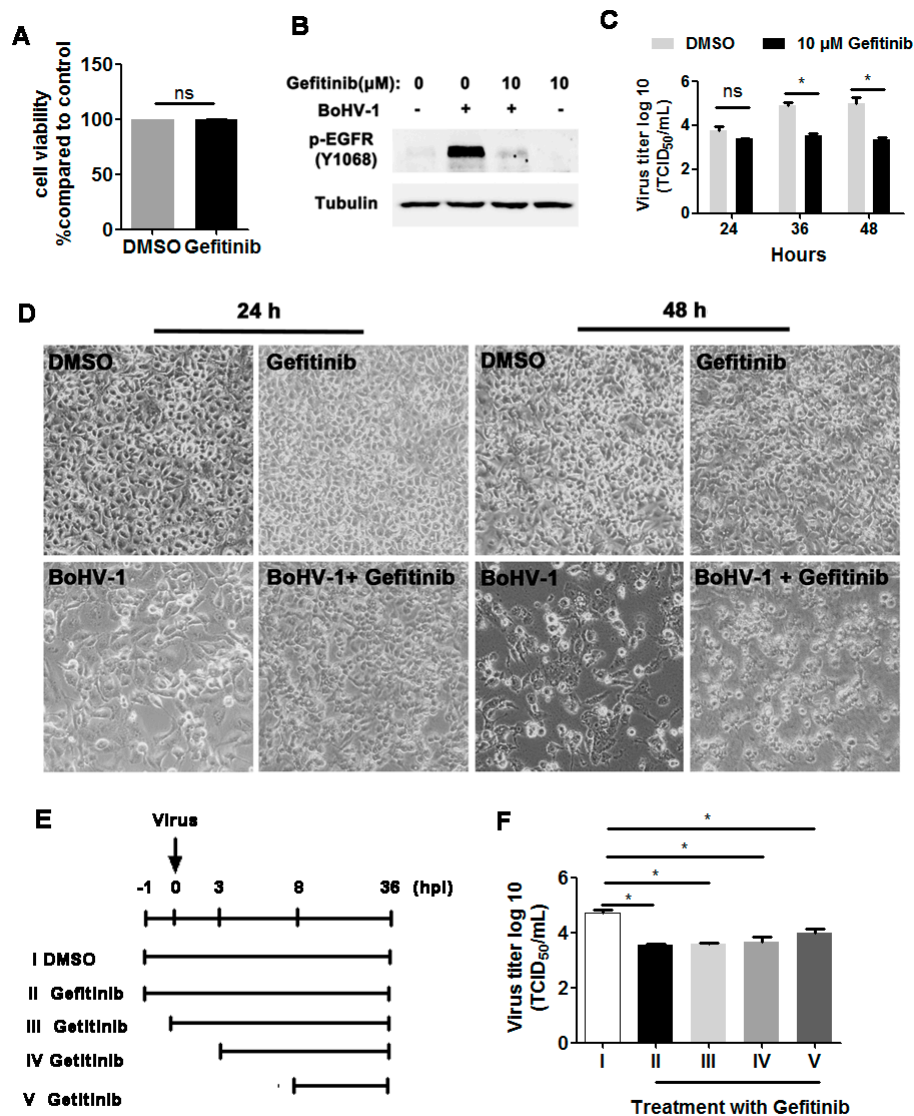 A
cell viability
%compared to control
150
100
50
0
ns
DMSO Gefitinib
B
Gefitinib(μM): 0 0 10 10
BoHV-1 - + + -
p-EGFR
(Y1068)
Tubulin
C
DMSO 10 μM Gefitinib
Virus titer log 10
(TCID50/mL)
6
4
2
0
ns * *
24 36 48
Hours
D
24 h 48 h
DMSO Gefitinib DMSO Gefitinib
BoHV-1 BoHV-1+ Gefitinib BoHV-1 BoHV-1 + Gefitinib
E
Virus
-1 0 3 8 36 (hpi)
I DMSO
II Gefitinib
III Getitinib
IV Getitinib
V Getitinib
F
Virus titer log 10
(TCID50/mL)
6
4
2
0
*
*
*
*
I II III IV V
Treatment with Gefitinib